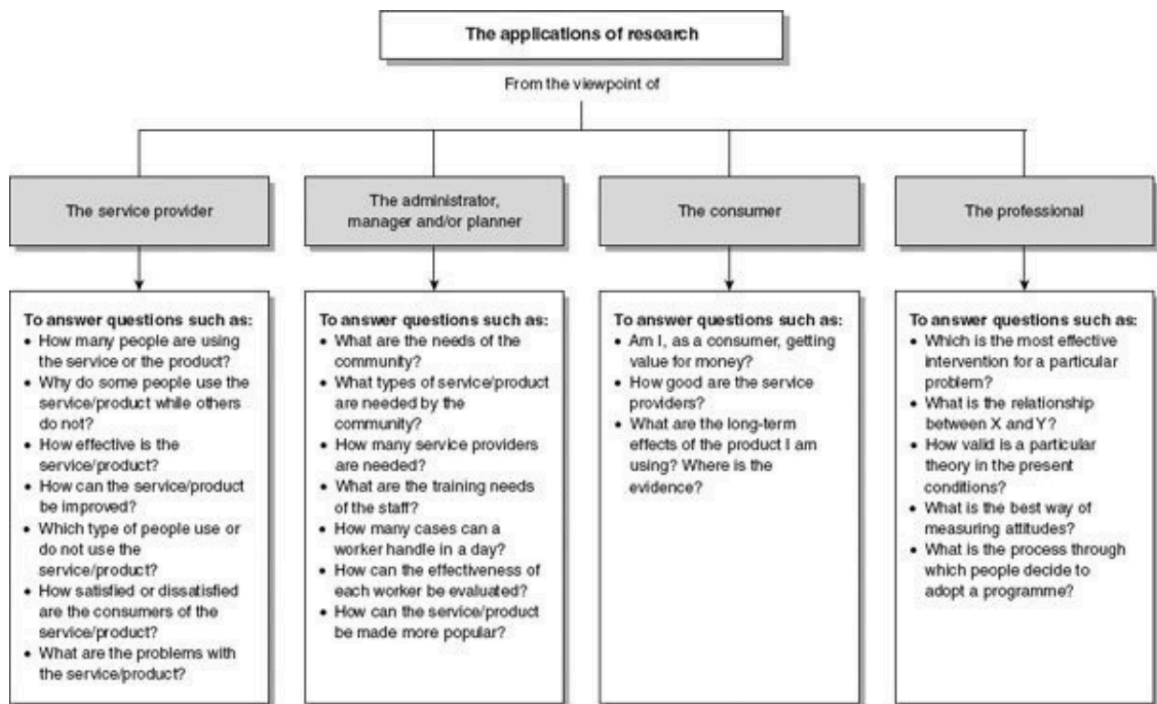 The applications of research
From the viewpoint of
The service provider
The administrator,
manager and/or planner
The consumer
The professional
To answer questions such as:
• How many people are using
the service or the product?
• Why do some people use the
service/product while others
do not?
• How effective is the
service/product?
• How can the service/product
be improved?
• Which type of people use or
do not use the
service/product?
• How satisfied or dissatisfied
are the consumers of the
service/product?
• What are the problems with
the service/product?
To answer questions such as:
• What are the needs of the
community?
• What types of service/product
are needed by the
community?
• How many service providers
are needed?
• What are the training needs
of the staff?
• How many cases can a
worker handle in a day?
• How can the effectiveness of
each worker be evaluated?
• How can the service/product
be made more popular?
To answer questions such as:
• Am I, as a consumer, getting
value for money?
• How good are the service
providers?
• What are the long-term
effects of the product I am
using? Where is the
evidence?
To answer questions such as:
• Which is the most effective
intervention for a particular
problem?
• What is the relationship
between X and Y?
• How valid is a particular
theory in the present
conditions?
• What is the best way of
measuring attitudes?
• What is the process through
which people decide to
adopt a programme?